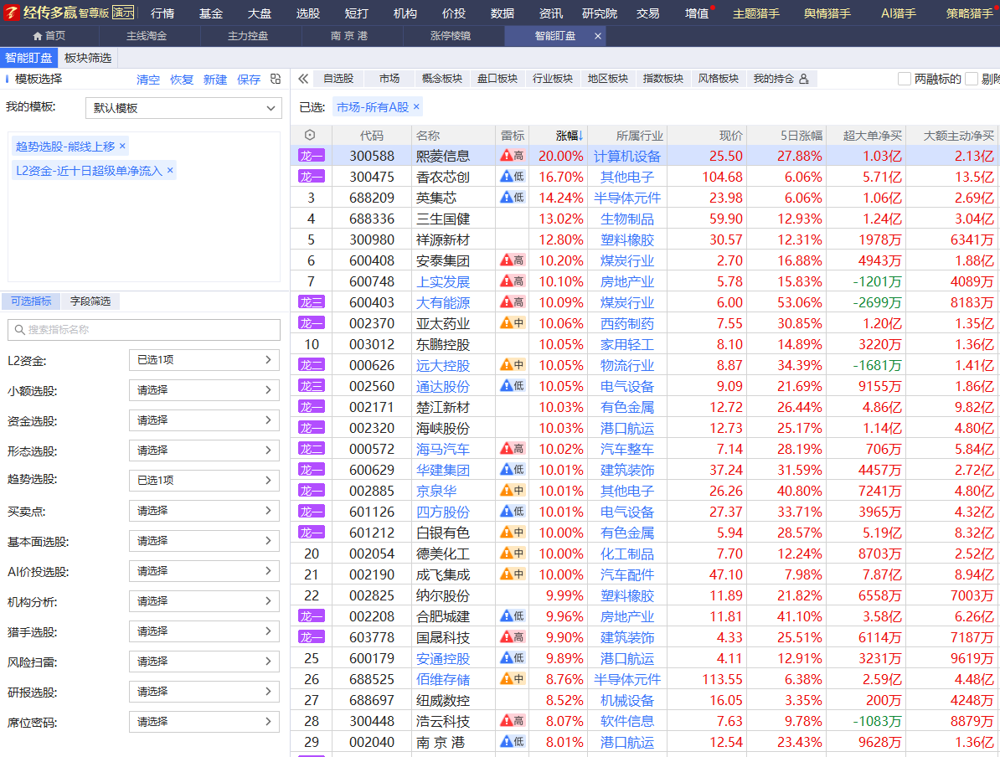 经传多赢 智尊版 演示 行情 基金 大盘 选股 短打 机构 价投 数据 资讯 研究院 交易 增值 主题猎手 舆情猎手 AI猎手 策略猎手
首页 主线淘金 主力控盘 南 京 港 涨停棱镜 智能盯盘 ×
智能盯盘 板块筛选
模板选择 清空 恢复 新建 保存
我的模板: 默认模板
趋势选股-熊线上移 ×
L2资金-近十日超级单净流入 ×
可选指标 字段筛选
搜索指标名称
L2资金: 已选1项
小额选股: 请选择
资金选股: 请选择
形态选股: 请选择
趋势选股: 已选1项
买卖点: 请选择
基本面选股: 请选择
AI价投选股: 请选择
机构分析: 请选择
猎手选股: 请选择
风险扫雷: 请选择
研报选股: 请选择
席位密码: 请选择
自选股 市场 概念板块 盘口板块 行业板块 地区板块 指数板块 风格板块 我的持仓 两融标的 剔除
已选: 市场-所有A股 ×
代码 名称 雷标 涨幅↓ 所属行业 现价 5日涨幅 超大单净买 大额主动净买
龙一 300588 熙菱信息 高 20.00% 计算机设备 25.50 27.88% 1.03亿 2.13亿
龙一 300475 香农芯创 低 16.70% 其他电子 104.68 6.06% 5.71亿 13.5亿
3 688209 英集芯 低 14.24% 半导体元件 23.98 6.06% 1.06亿 2.69亿
4 688336 三生国健 13.02% 生物制品 59.90 12.93% 1.24亿 3.04亿
5 300980 祥源新材 12.80% 塑料橡胶 30.57 12.31% 1978万 6341万
6 600408 安泰集团 高 10.20% 煤炭行业 2.70 16.88% 4943万 1.88亿
7 600748 上实发展 高 10.10% 房地产业 5.78 15.83% -1201万 4089万
龙三 600403 大有能源 高 10.09% 煤炭行业 6.00 53.06% -2699万 8183万
龙一 002370 亚太药业 中 10.06% 西药制药 7.55 30.85% 1.20亿 1.35亿
10 003012 东鹏控股 10.05% 家用轻工 8.10 14.89% 3220万 1.36亿
龙二 000626 远大控股 中 10.05% 物流行业 8.87 34.39% -1681万 1.41亿
龙三 002560 通达股份 低 10.05% 电气设备 9.09 21.69% 9155万 1.86亿
龙一 002171 楚江新材 10.03% 有色金属 12.72 26.44% 4.86亿 9.82亿
龙一 002320 海峡股份 10.03% 港口航运 12.73 25.17% 1.14亿 4.80亿
龙二 000572 海马汽车 高 10.02% 汽车整车 7.14 28.19% 706万 5.84亿
龙一 600629 华建集团 低 10.01% 建筑装饰 37.24 31.59% 4457万 2.72亿
龙一 002885 京泉华 中 10.01% 其他电子 26.26 40.80% 7241万 4.80亿
龙一 601126 四方股份 低 10.01% 电气设备 27.37 33.71% 3965万 4.32亿
龙一 601212 白银有色 中 10.00% 有色金属 5.94 28.57% 5.19亿 8.32亿
20 002054 德美化工 中 10.00% 化工制品 7.70 12.24% 8703万 2.52亿
21 002190 成飞集成 中 10.00% 汽车配件 47.10 7.98% 7.87亿 8.94亿
22 002825 纳尔股份 9.99% 塑料橡胶 11.89 21.82% 6558万 7003万
龙一 002208 合肥城建 低 9.96% 房地产业 11.81 41.10% 3.58亿 6.26亿
龙一 603778 国晟科技 高 9.90% 建筑装饰 4.33 25.51% 6114万 7187万
25 600179 安通控股 低 9.89% 港口航运 4.11 12.91% 3231万 9619万
26 688525 佰维存储 中 8.76% 半导体元件 113.55 6.38% 2.59亿 4.48亿
27 688697 纽威数控 8.52% 机械设备 16.05 3.35% 200万 4248万
28 300448 浩云科技 高 8.07% 软件信息 7.63 9.78% -1083万 8879万
29 002040 南 京 港 低 8.01% 港口航运 12.54 23.43% 9628万 1.36亿